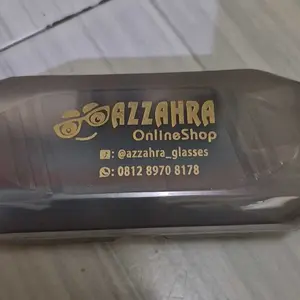 AZZAHRA
OnlineShop
: @azzahra_glasses
: 0812 8970 8178